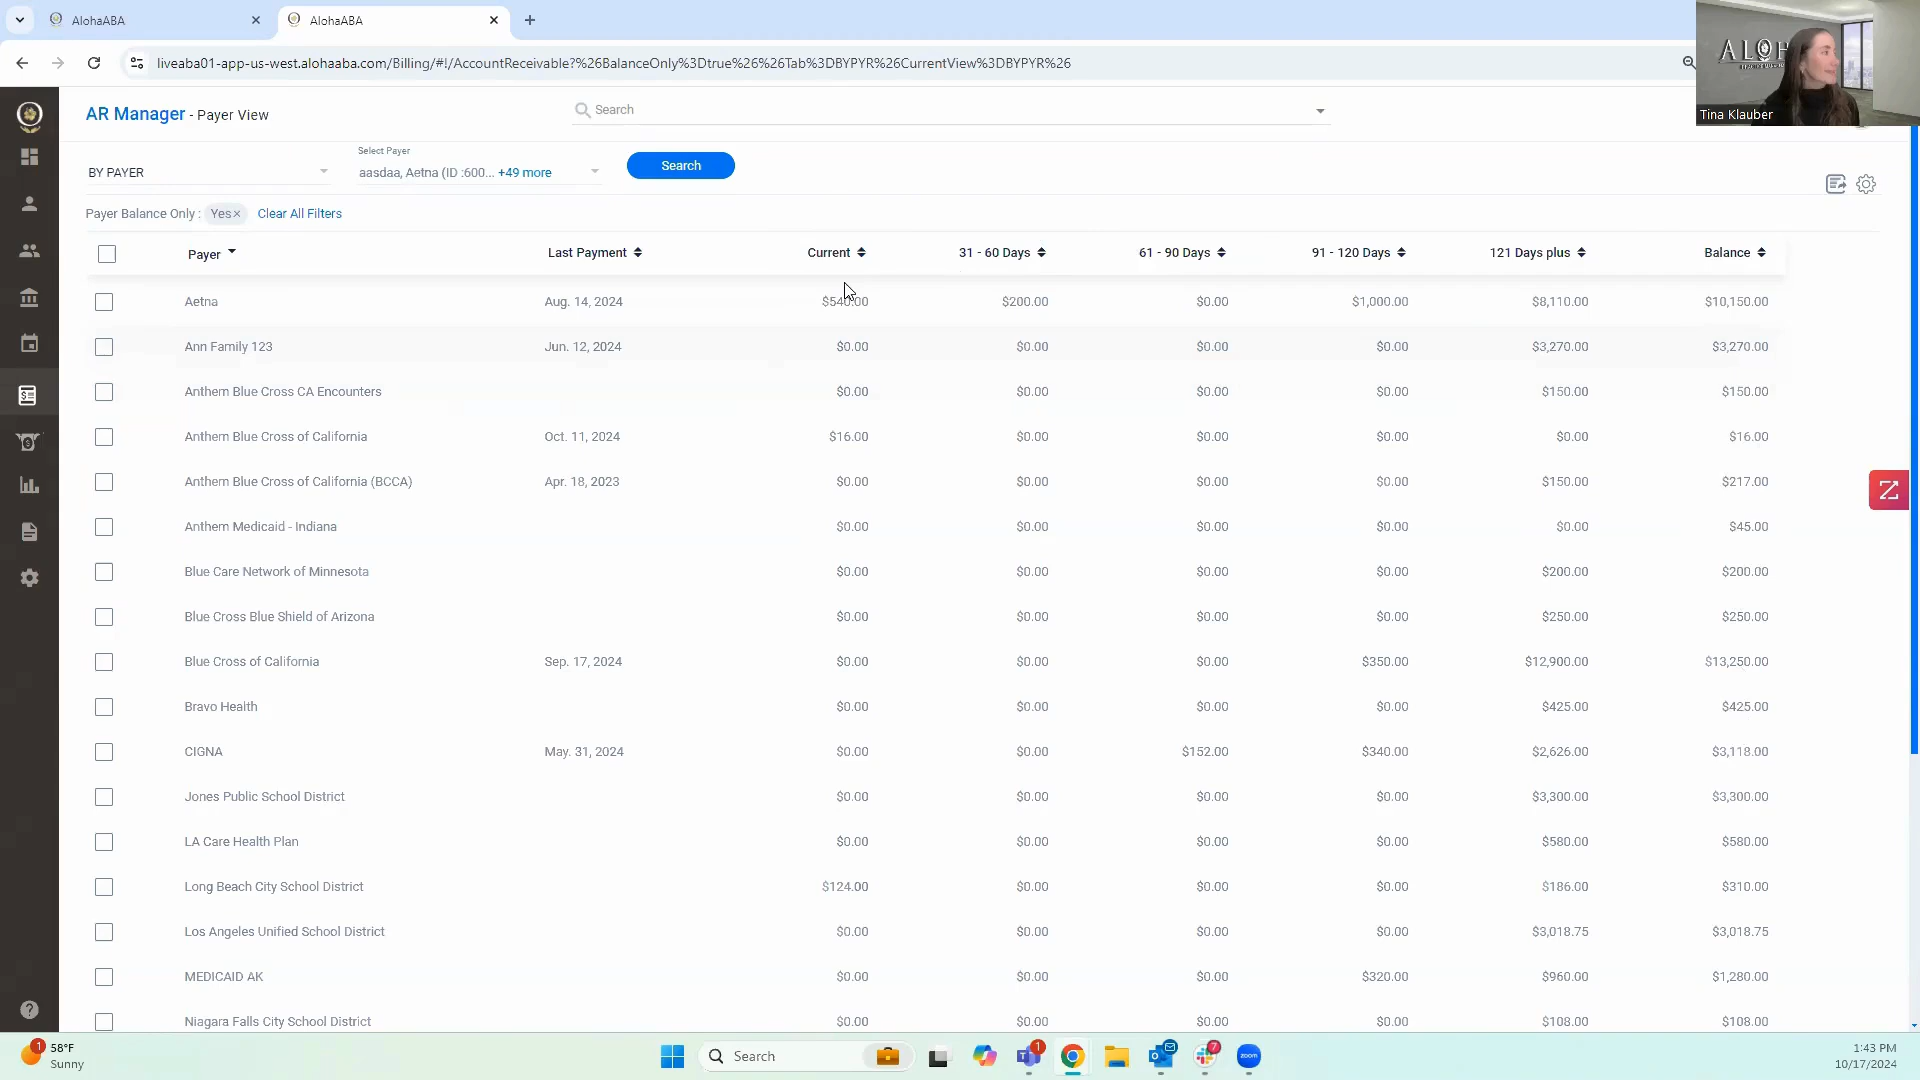 AlohaABA
AlohaABA
liveaba01-app-us-west.alohaaba.com/Billing/#!/AccountReceivable?%26BalanceOnly%3Dtrue%26%26Tab%3DBYPYR%26CurrentView%3DBYPYR%26
Tina Klauber
AR Manager - Payer View
Search
BY PAYER
Select Payer
aasdaa, Aetna (ID :600... +49 more
Search
Payer Balance Only : Yes× Clear All Filters
Payer Last Payment Current 31 - 60 Days 61 - 90 Days 91 - 120 Days 121 Days plus Balance
Aetna Aug. 14, 2024 $540.00 $200.00 $0.00 $1,000.00 $8,110.00 $10,150.00
Ann Family 123 Jun. 12, 2024 $0.00 $0.00 $0.00 $0.00 $3,270.00 $3,270.00
Anthem Blue Cross CA Encounters $0.00 $0.00 $0.00 $0.00 $150.00 $150.00
Anthem Blue Cross of California Oct. 11, 2024 $16.00 $0.00 $0.00 $0.00 $0.00 $16.00
Anthem Blue Cross of California (BCCA) Apr. 18, 2023 $0.00 $0.00 $0.00 $0.00 $150.00 $217.00
Anthem Medicaid - Indiana $0.00 $0.00 $0.00 $0.00 $0.00 $45.00
Blue Care Network of Minnesota $0.00 $0.00 $0.00 $0.00 $200.00 $200.00
Blue Cross Blue Shield of Arizona $0.00 $0.00 $0.00 $0.00 $250.00 $250.00
Blue Cross of California Sep. 17, 2024 $0.00 $0.00 $0.00 $350.00 $12,900.00 $13,250.00
Bravo Health $0.00 $0.00 $0.00 $0.00 $425.00 $425.00
CIGNA May. 31, 2024 $0.00 $0.00 $152.00 $340.00 $2,626.00 $3,118.00
Jones Public School District $0.00 $0.00 $0.00 $0.00 $3,300.00 $3,300.00
LA Care Health Plan $0.00 $0.00 $0.00 $0.00 $580.00 $580.00
Long Beach City School District $124.00 $0.00 $0.00 $0.00 $186.00 $310.00
Los Angeles Unified School District $0.00 $0.00 $0.00 $0.00 $3,018.75 $3,018.75
MEDICAID AK $0.00 $0.00 $0.00 $320.00 $960.00 $1,280.00
Niagara Falls City School District $0.00 $0.00 $0.00 $0.00 $108.00 $108.00
1
58°F
Sunny
Search
1
7
zoom
1:43 PM
10/17/2024